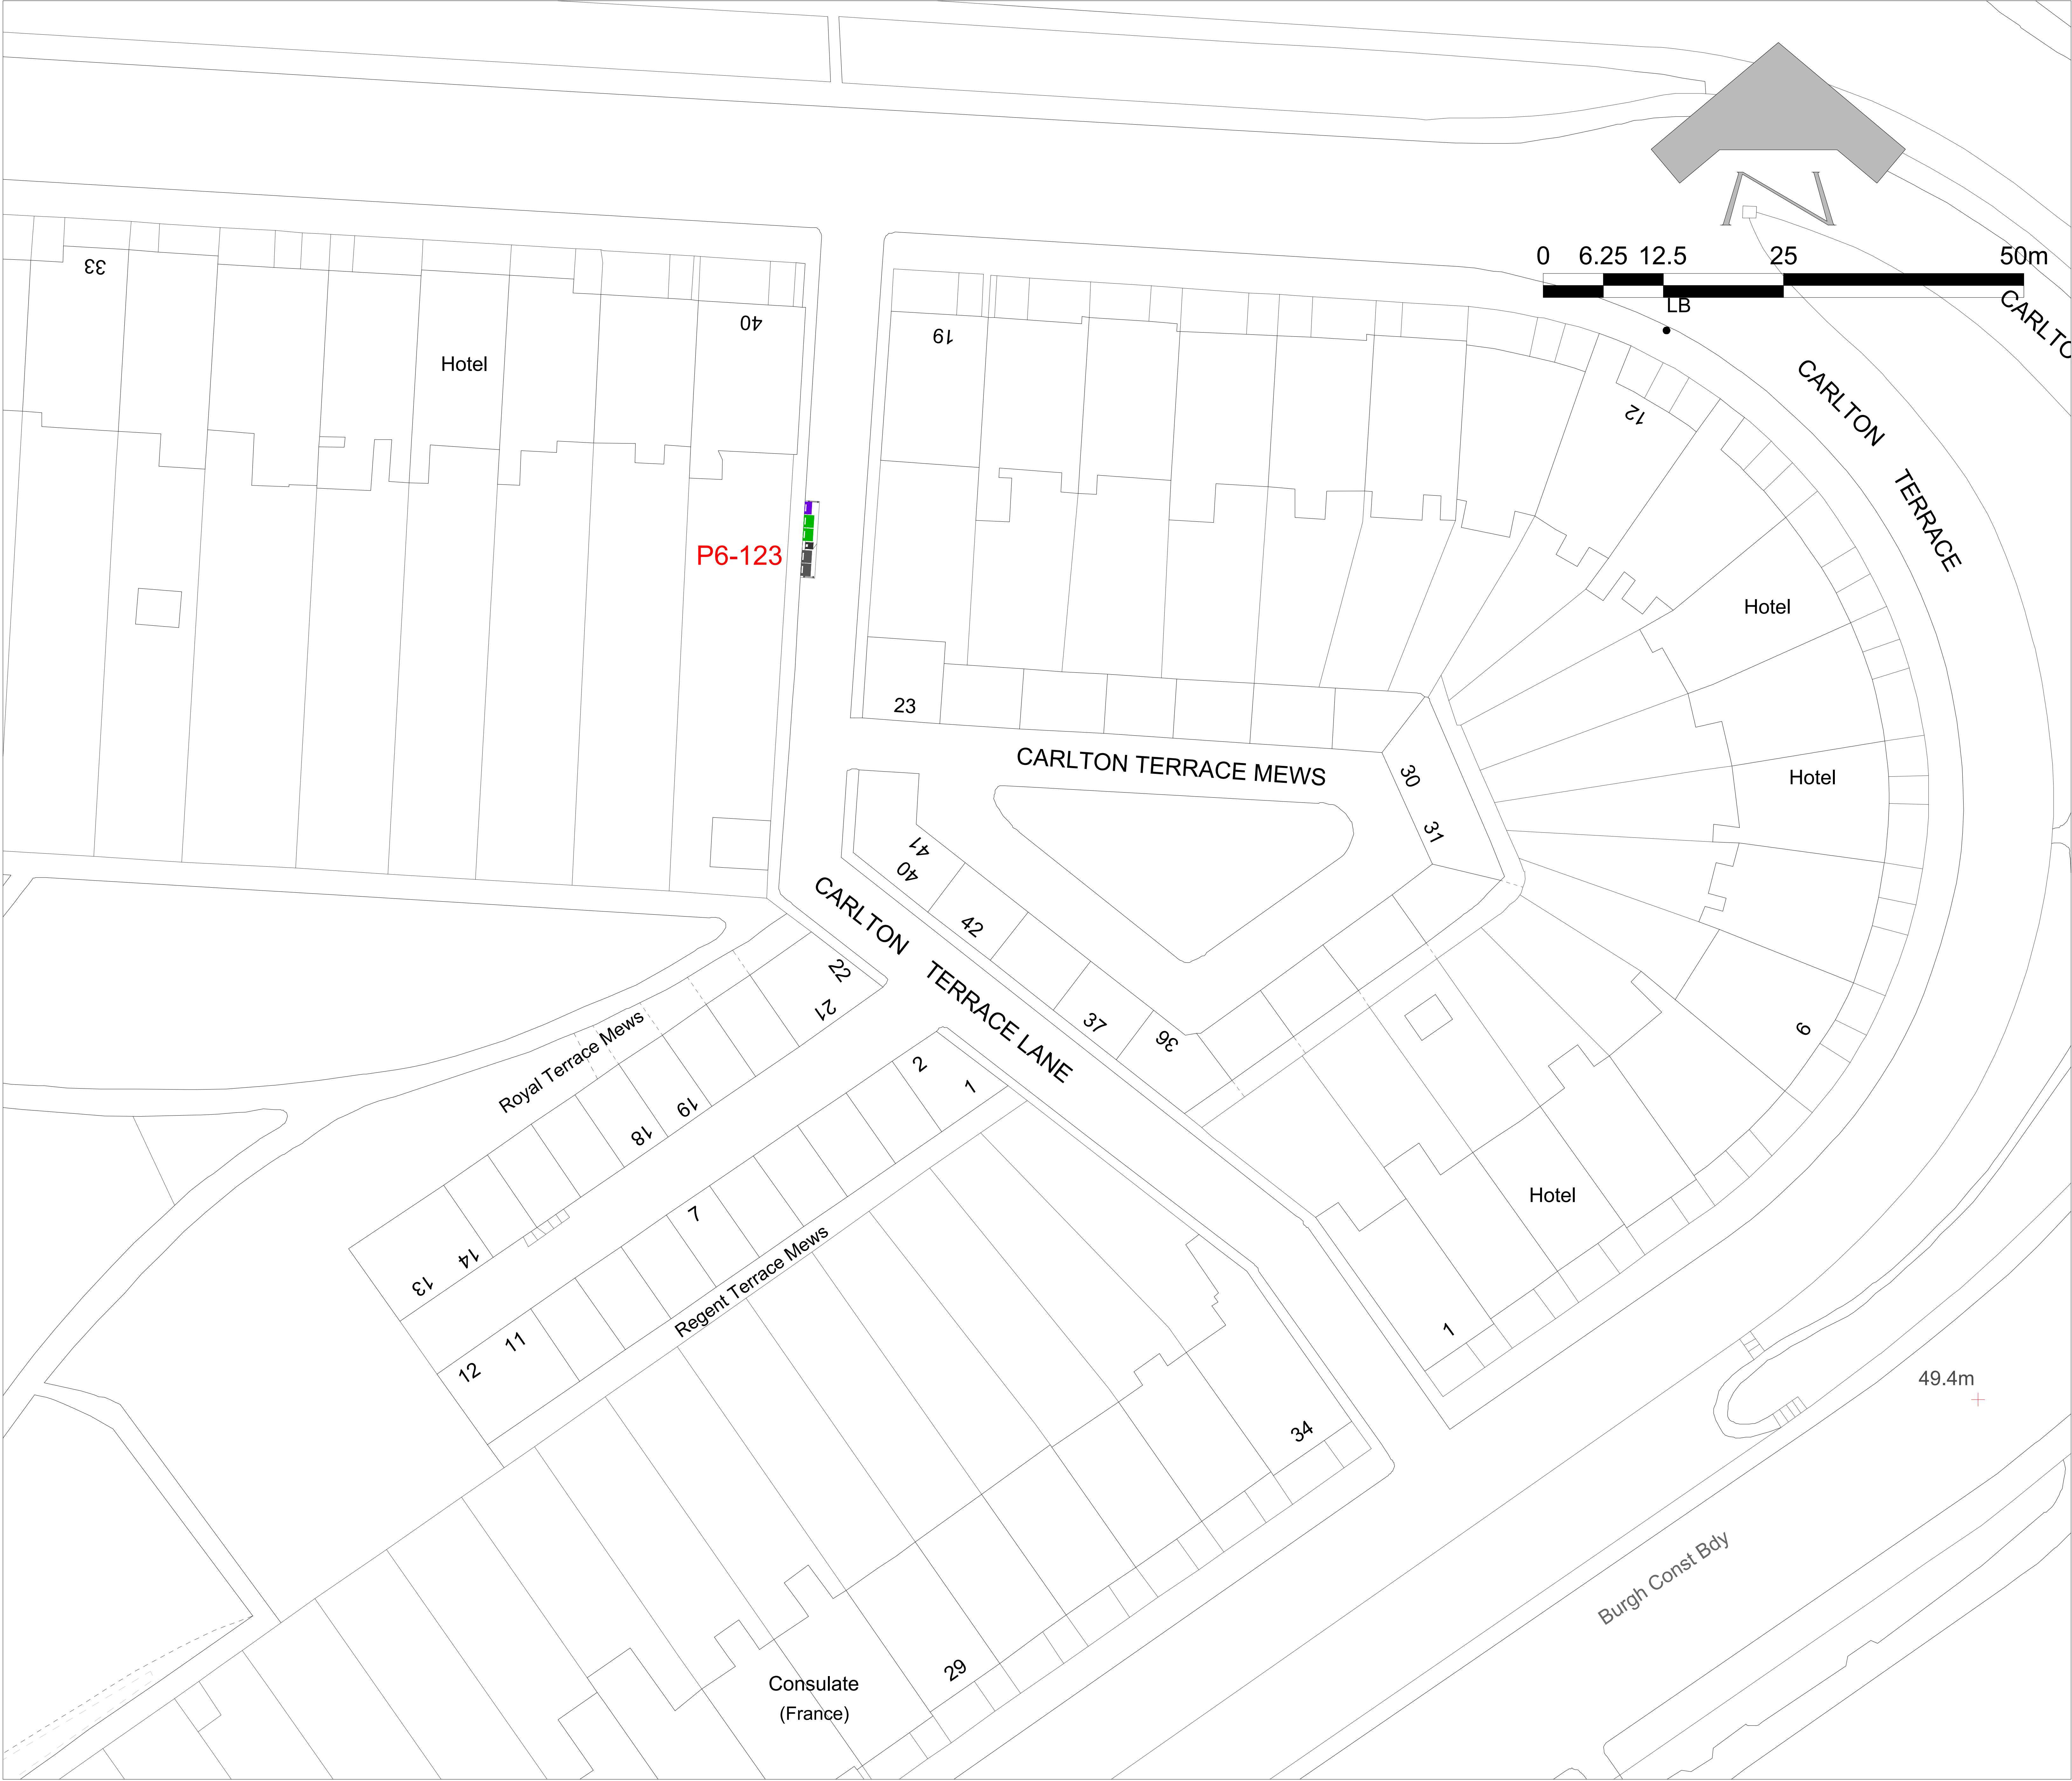 N
0 6.25 12.5 25 50m
LB
CARLTO
33
40
Hotel
19
12
CARLTON TERRACE
P6-123
Hotel
23
CARLTON TERRACE MEWS
30
31
Hotel
41
40
42
CARLTON TERRACE LANE
22
21
37
36
6
Royal Terrace Mews
19
18
2
1
7
Hotel
14
13
Regent Terrace Mews
11
12
1
49.4m
34
Burgh Const Bdy
29
Consulate
(France)